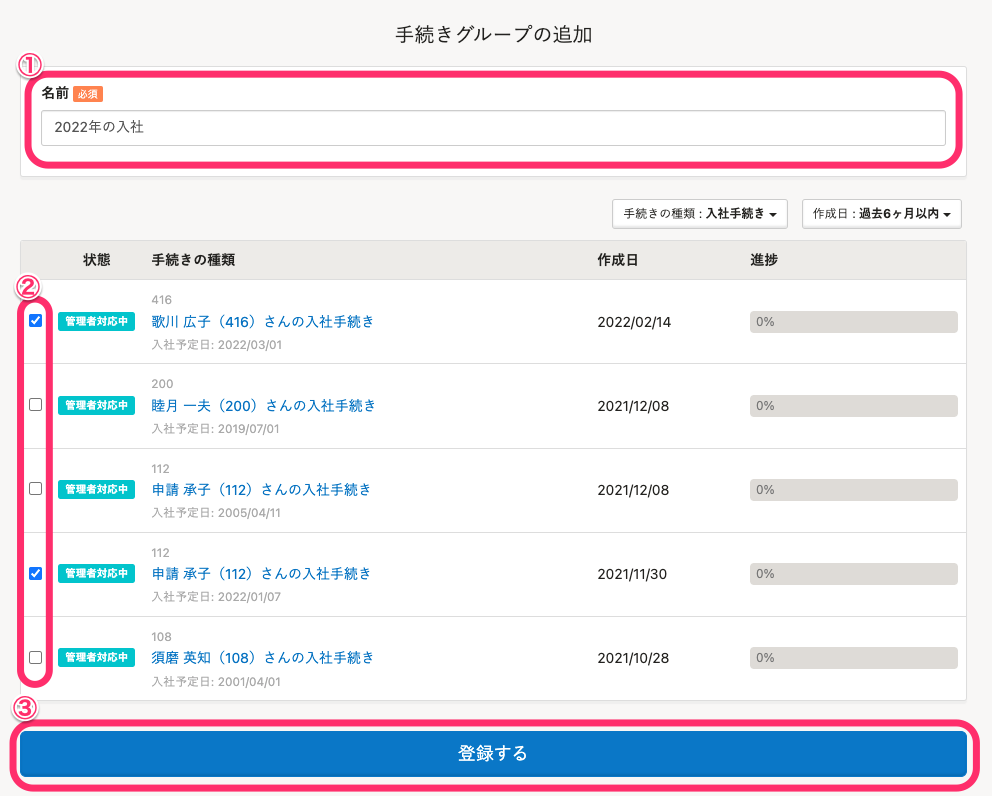 手続きグループの追加
①
名前 必須
2022年の入社
手続きの種類 : 入社手続き 作成日 : 過去6ヶ月以内
状態 手続きの種類 作成日 進捗
②
416
管理者対応中 歌川 広子（416）さんの入社手続き 2022/02/14 0%
入社予定日: 2022/03/01
200
管理者対応中 睦月 一夫（200）さんの入社手続き 2021/12/08 0%
入社予定日: 2019/07/01
112
管理者対応中 申請 承子（112）さんの入社手続き 2021/12/08 0%
入社予定日: 2005/04/11
112
管理者対応中 申請 承子（112）さんの入社手続き 2021/11/30 0%
入社予定日: 2022/01/07
108
管理者対応中 須磨 英知（108）さんの入社手続き 2021/10/28 0%
入社予定日: 2001/04/01
③
登録する